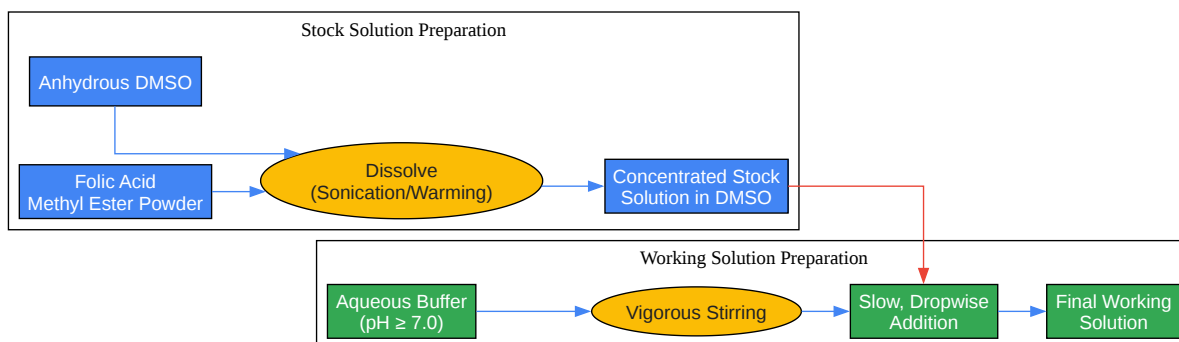 Stock Solution Preparation
Anhydrous DMSO
Folic Acid
Methyl Ester Powder
Dissolve
(Sonication/Warming)
Concentrated Stock
Solution in DMSO
Working Solution Preparation
Aqueous Buffer
(pH ≥ 7.0)
Vigorous Stirring
Slow, Dropwise
Addition
Final Working
Solution